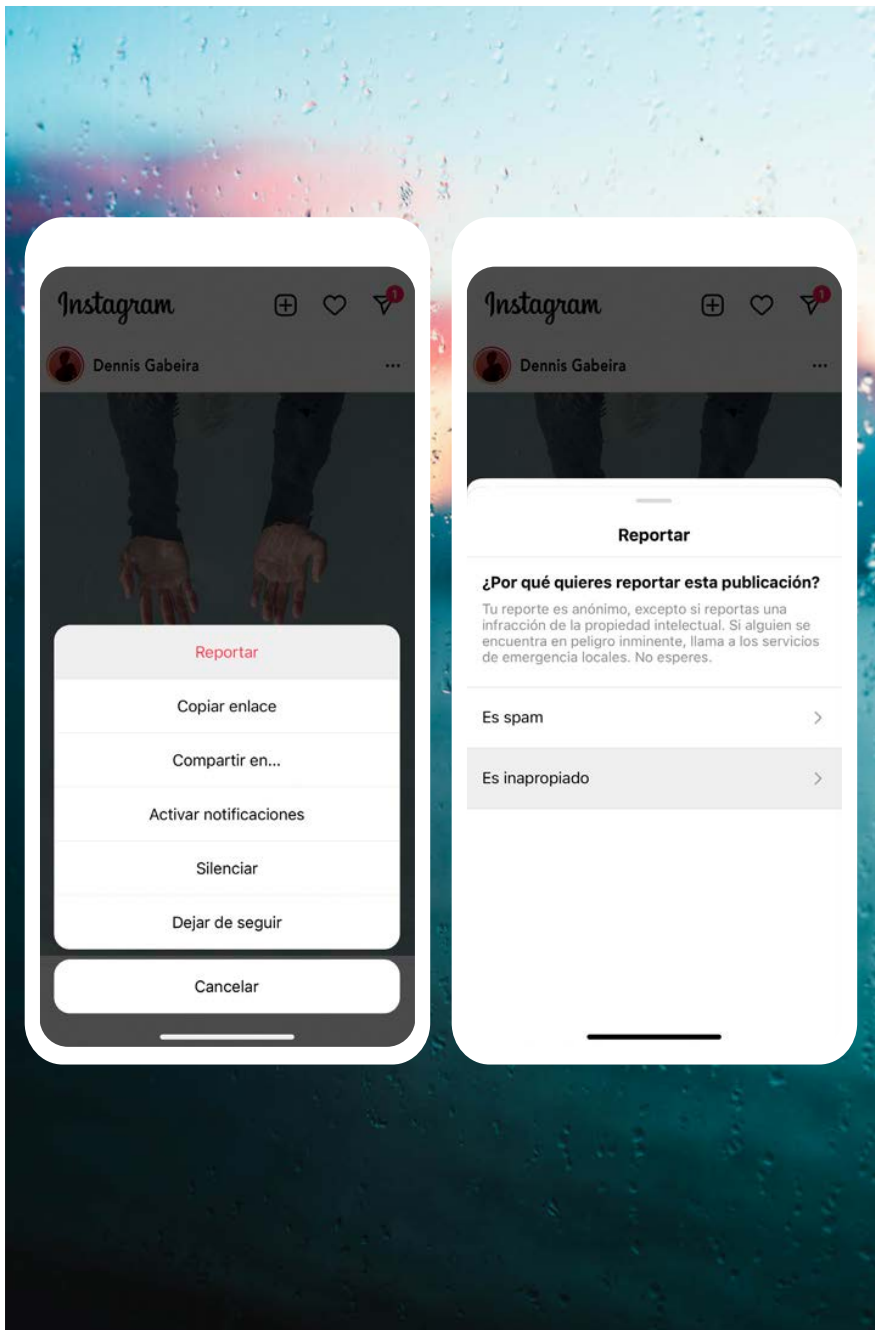 Instagram
1
Dennis Gabeira
Reportar
Copiar enlace
Compartir en...
Activar notificaciones
Silenciar
Dejar de seguir
Cancelar
Instagram
1
Dennis Gabeira
Reportar
¿Por qué quieres reportar esta publicación?
Tu reporte es anónimo, excepto si reportas una
infracción de la propiedad intelectual. Si alguien se
encuentra en peligro inminente, llama a los servicios
de emergencia locales. No esperes.
Es spam
Es inapropiado